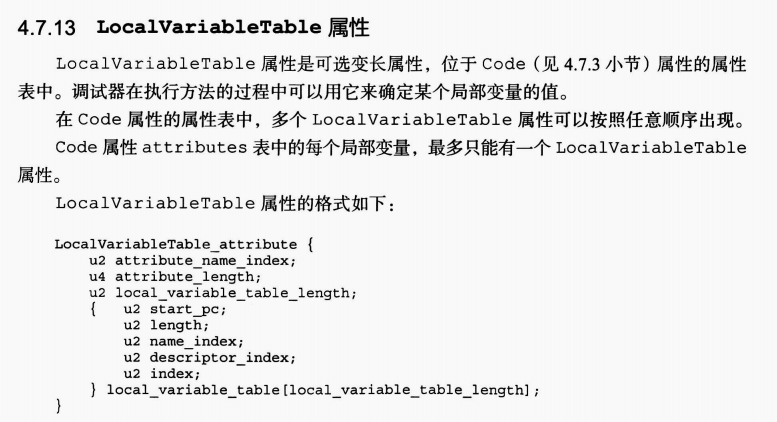 4.7.13 LocalVariableTable 属性
LocalVariableTable 属性是可选变长属性，位于 Code（见 4.7.3 小节）属性的属性
表中。调试器在执行方法的过程中可以用它来确定某个局部变量的值。
在 Code 属性的属性表中，多个 LocalVariableTable 属性可以按照任意顺序出现。
Code 属性 attributes 表中的每个局部变量，最多只能有一个 LocalVariableTable
属性。
LocalVariableTable 属性的格式如下：
LocalVariableTable_attribute {
u2 attribute_name_index;
u4 attribute_length;
u2 local_variable_table_length;
{ u2 start_pc;
u2 length;
u2 name_index;
u2 descriptor_index;
u2 index;
} local_variable_table[local_variable_table_length];
}